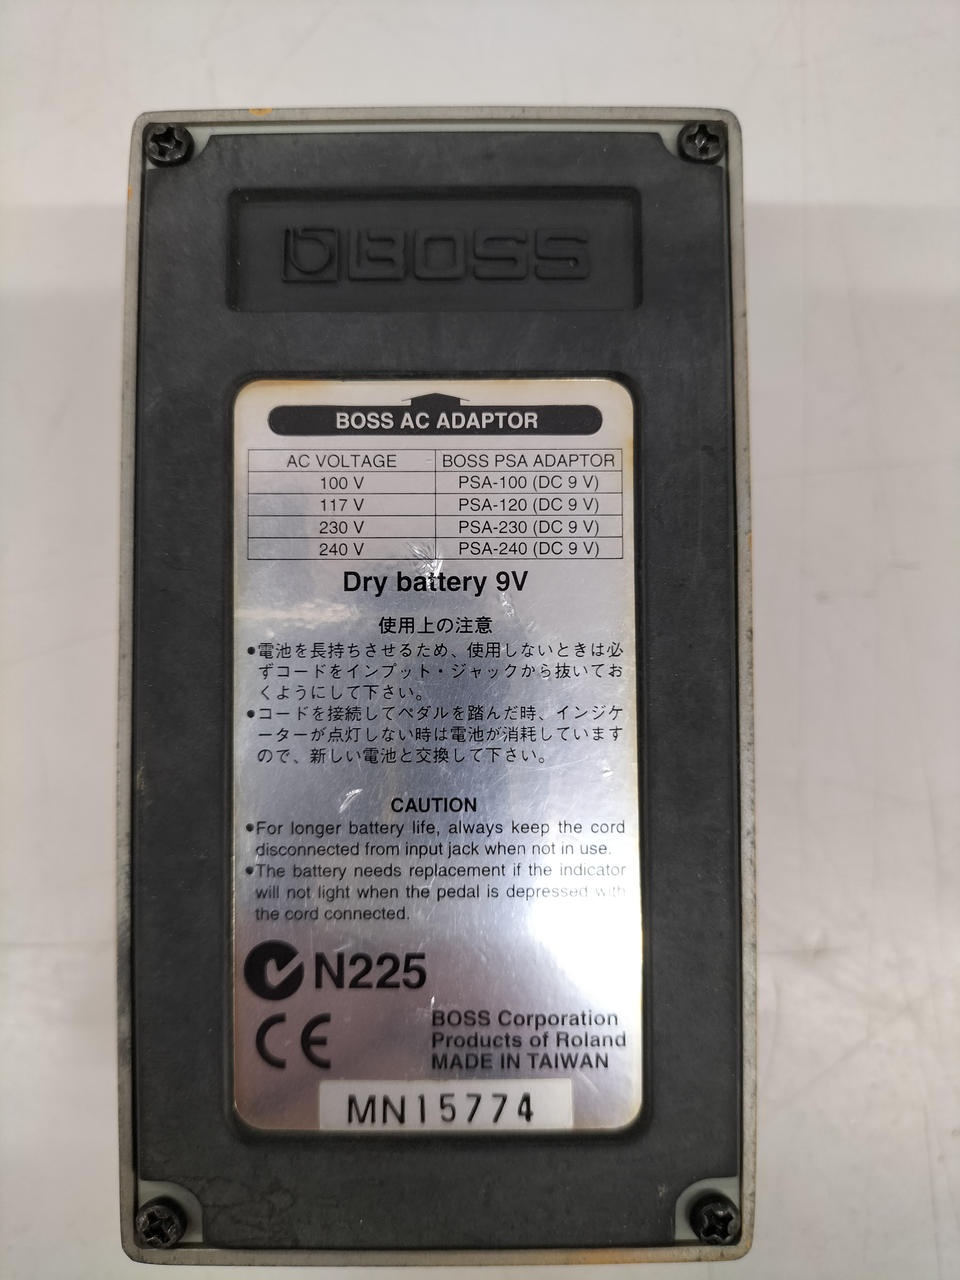 BOSS
BOSS AC ADAPTOR
AC VOLTAGE BOSS PSA ADAPTOR
100 V PSA-100 (DC 9 V)
117 V PSA-120 (DC 9 V)
230 V PSA-230 (DC 9 V)
240 V PSA-240 (DC 9 V)
Dry battery 9V
使用上の注意
●電池を長持ちさせるため、使用しないときは必
ずコードをインプット・ジャックから抜いてお
くようにして下さい。
●コードを接続してペダルを踏んだ時、インジケ
ーターが点灯しない時は電池が消耗しています
ので、新しい電池と交換して下さい。
CAUTION
●For longer battery life, always keep the cord
disconnected from input jack when not in use.
●The battery needs replacement if the indicator
will not light when the pedal is depressed with
the cord connected.
N225
CE
BOSS Corporation
Products of Roland
MADE IN TAIWAN
MN15774